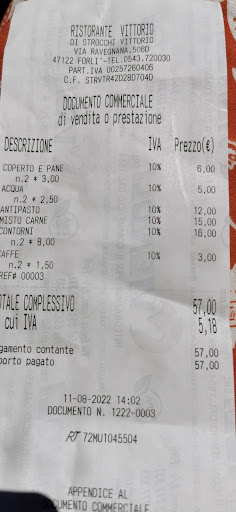 RISTORANTE VITTORIO
DI STROCCHI VITTORIO
VIA RAVEGNANA,506D
47122 FORLI'-TEL.0543.720030
PART.IVA 00257260406
C.F. STRVTR42D28D704D
DOCUMENTO COMMERCIALE
di vendita o prestazione
DESCRIZIONE IVA Prezzo(€)
COPERTO E PANE 10% 6,00
n.2 * 3,00
ACQUA 10% 5,00
n.2 * 2,50
ANTIPASTO 10% 12,00
MISTO CARNE 10% 15,00
CONTORNI 10% 16,00
n.2 * 8,00
CAFFE 10% 3,00
n.2 * 1,50
REF# 00003
OTALE COMPLESSIVO 57,00
cui IVA 5,18
gamento contante 57,00
porto pagato 57,00
11-08-2022 14:02
DOCUMENTO N. 1222-0003
RT 72MU1045504
APPENDICE AL
CUMENTO COMMERCIALE